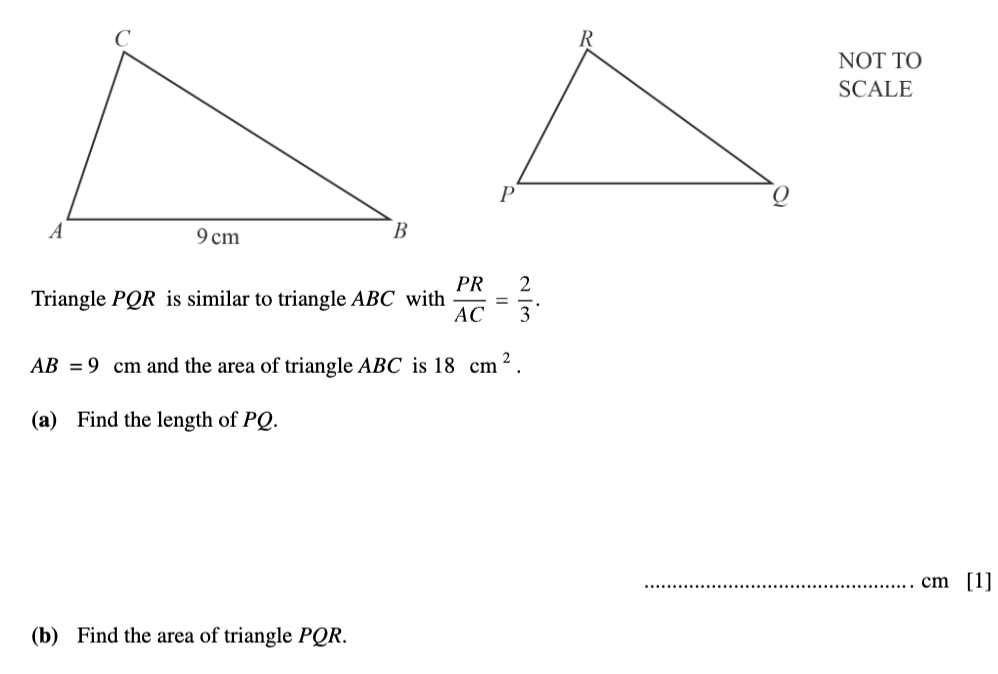 C
R
NOT TO
SCALE
P
Q
A
9 cm
B
Triangle PQR is similar to triangle ABC with PR/AC = 2/3.
AB = 9 cm and the area of triangle ABC is 18 cm².
(a) Find the length of PQ.
................................................ cm [1]
(b) Find the area of triangle PQR.